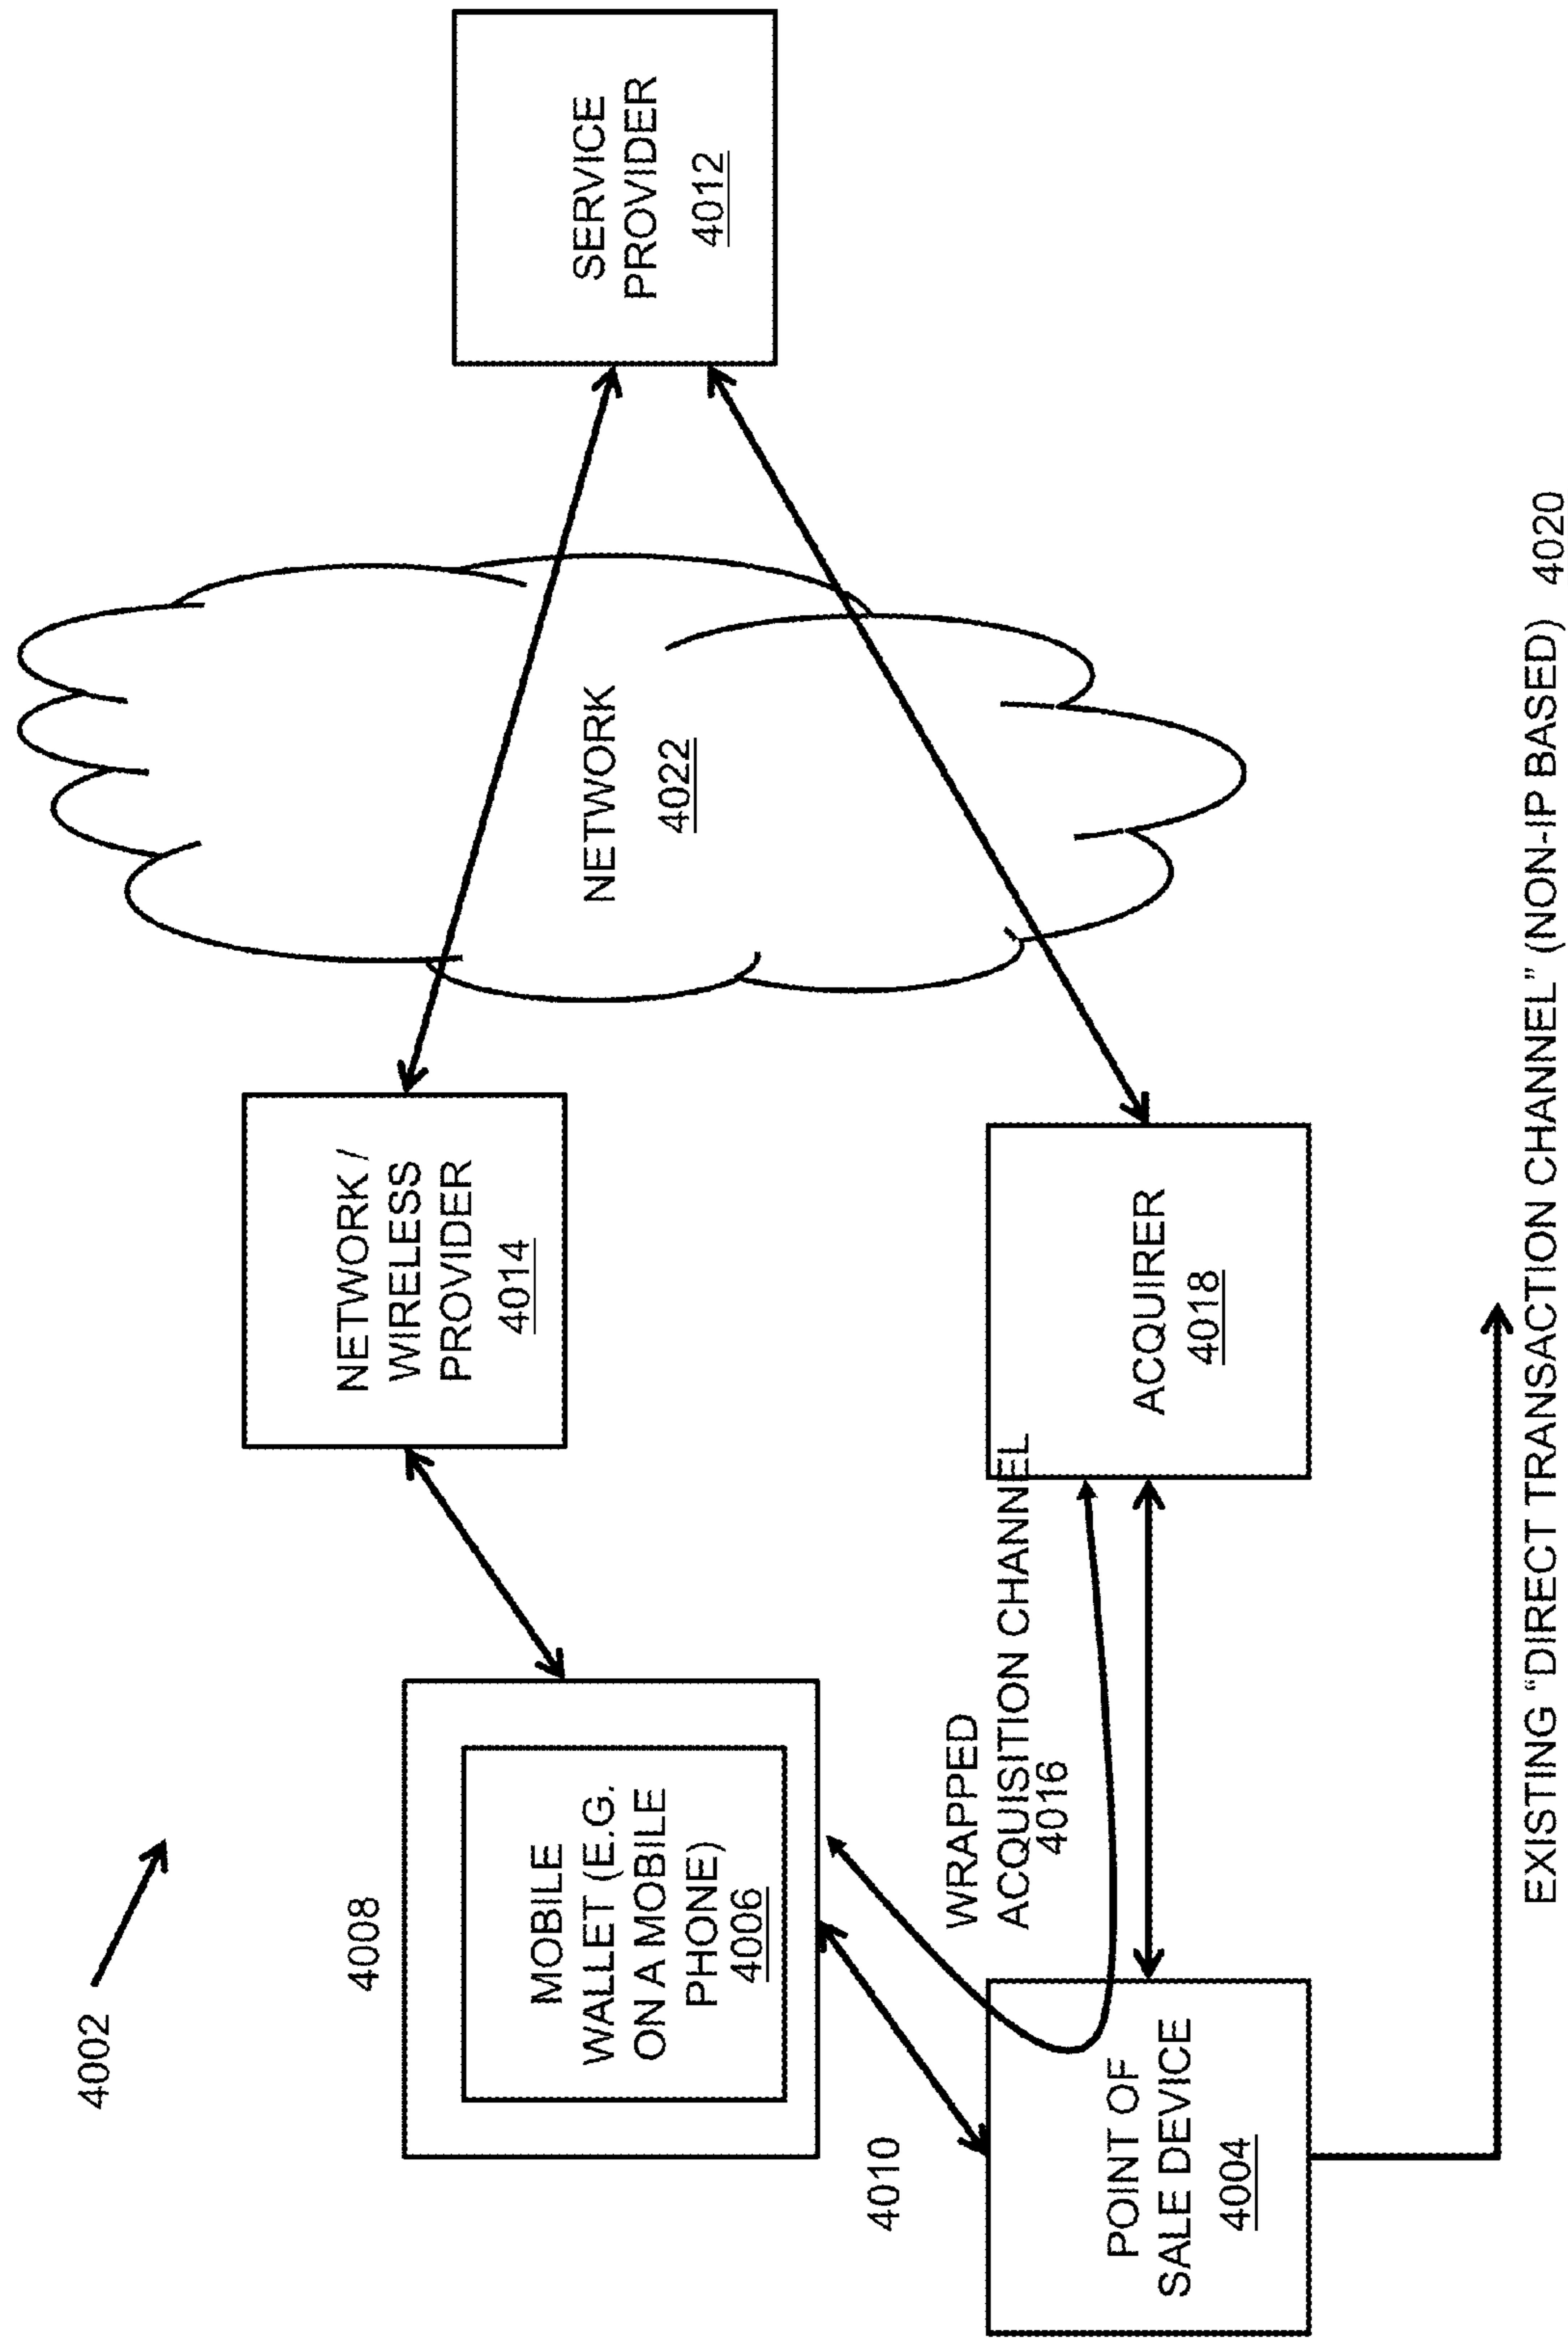 4002
4008
MOBILE
WALLET (E.G.
ON A MOBILE
PHONE)
4006
NETWORK /
WIRELESS
PROVIDER
4014
NETWORK
4022
SERVICE
PROVIDER
4012
4010
POINT OF
SALE DEVICE
4004
WRAPPED
ACQUISITION CHANNEL
4016
ACQUIRER
4018
EXISTING "DIRECT TRANSACTION CHANNEL" (NON-IP BASED) 4020